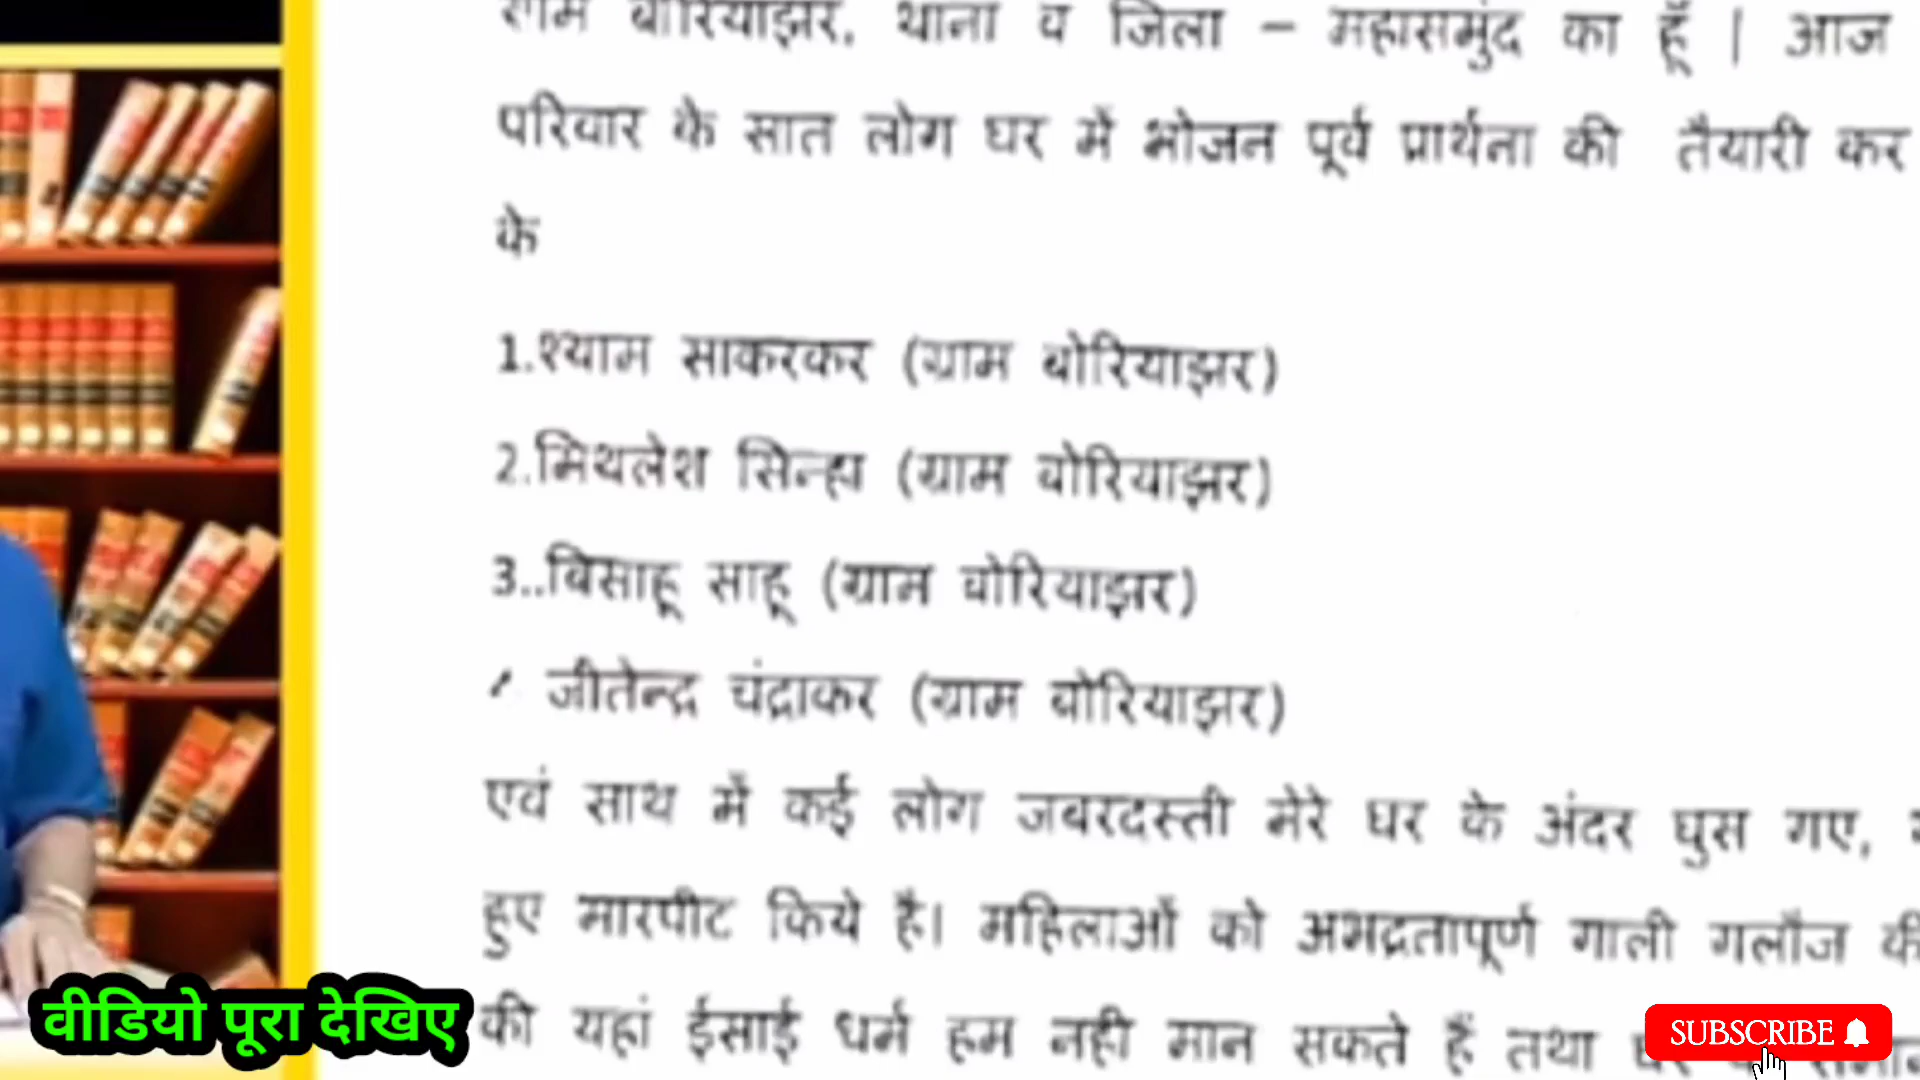 बोरियाझर, थाना व जिला – महासमुंद का हूँ | आज
परिवार के सात लोग घर में भोजन पूर्व प्रार्थना की तैयारी कर
के
1.श्याम साकरकर (ग्राम बोरियाझर)
2.मिथलेश सिन्हा (ग्राम बोरियाझर)
3..बिसाहू साहू (ग्राम बोरियाझर)
जीतेन्द्र चंद्राकर (ग्राम बोरियाझर)
एवं साथ में कई लोग जबरदस्ती मेरे घर के अंदर घुस गए,
हुए मारपीट किये है। महिलाओं को अभद्रतापूर्ण गाली गलौज की
की यहां ईसाई धर्म हम नही मान सकते हैं तथा
वीडियो पूरा देखिए
SUBSCRIBE